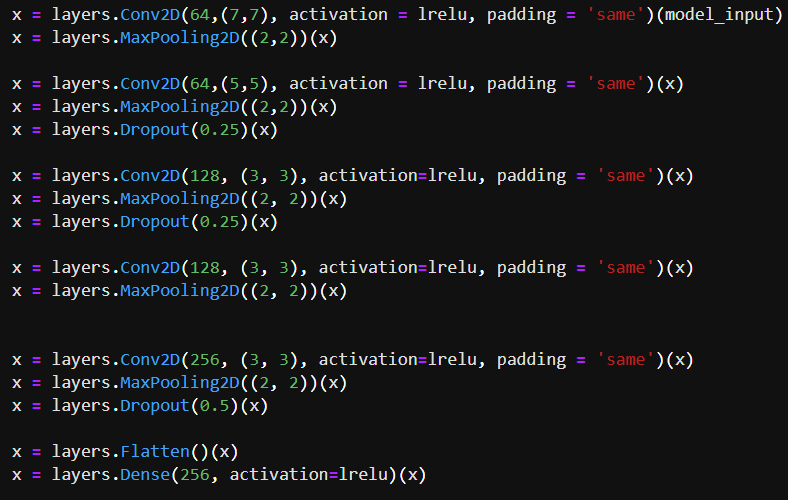 x = layers.Conv2D(64,(7,7), activation = lrelu, padding = 'same')(model_input)
x = layers.MaxPooling2D((2,2))(x)
x = layers.Conv2D(64,(5,5), activation = lrelu, padding = 'same')(x)
x = layers.MaxPooling2D((2,2))(x)
x = layers.Dropout(0.25)(x)
x = layers.Conv2D(128, (3, 3), activation=lrelu, padding = 'same')(x)
x = layers.MaxPooling2D((2, 2))(x)
x = layers.Dropout(0.25)(x)
x = layers.Conv2D(128, (3, 3), activation=lrelu, padding = 'same')(x)
x = layers.MaxPooling2D((2, 2))(x)
x = layers.Conv2D(256, (3, 3), activation=lrelu, padding = 'same')(x)
x = layers.MaxPooling2D((2, 2))(x)
x = layers.Dropout(0.5)(x)
x = layers.Flatten()(x)
x = layers.Dense(256, activation=lrelu)(x)